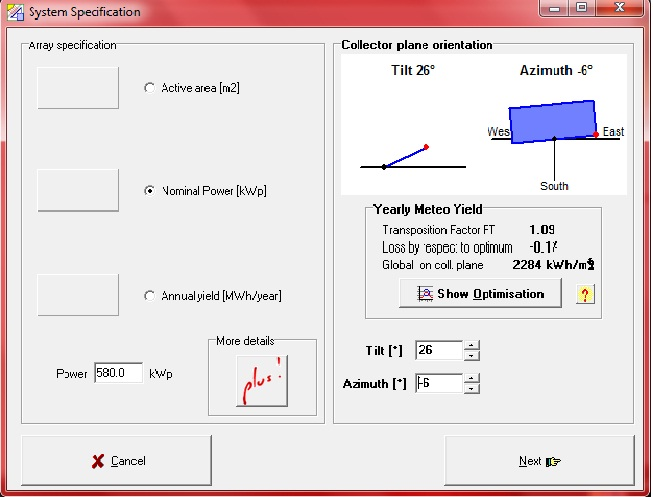 System Specification
Array specification
Active area [m2]
Nominal Power [kWp]
Annual yield [MWh/year]
More details
plus!
Power 580.0 kWp
Collector plane orientation
Tilt 26° Azimuth -6°
Wes East
South
Yearly Meteo Yield
Transposition Factor FT 1.09
Loss by respect to optimum
Global on coll. plane 2284 kWh/m²
Show Optimisation ?
Tilt [°] 26
Azimuth [°] -6
Cancel
Next